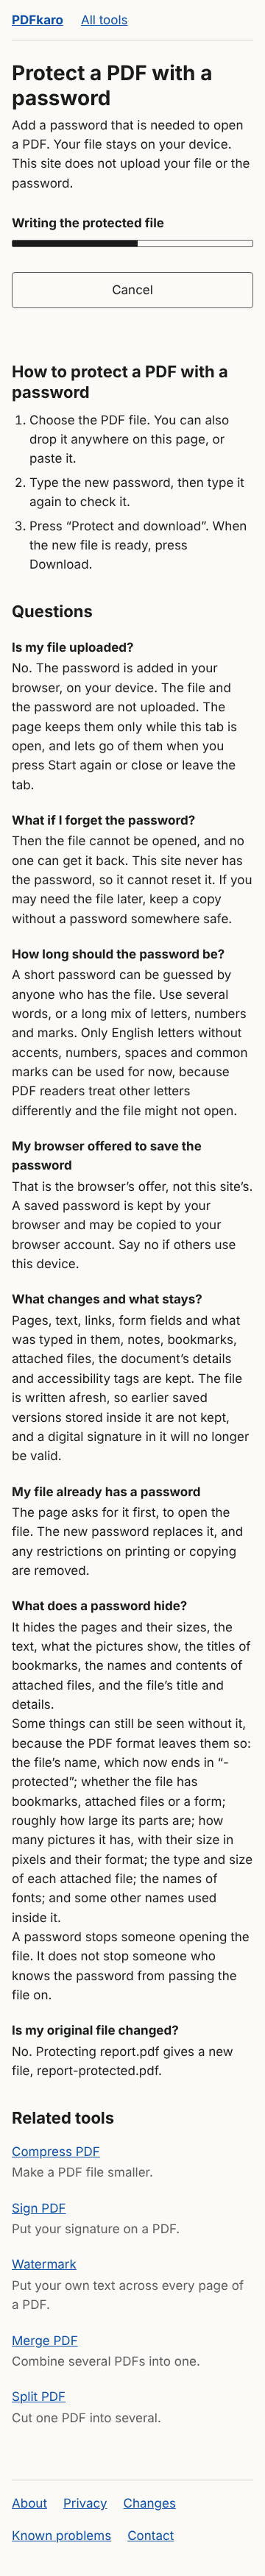 PDFkaro All tools
Protect a PDF with a
password
Add a password that is needed to open
a PDF. Your file stays on your device.
This site does not upload your file or the
password.
Writing the protected file
Cancel
How to protect a PDF with a
password
1. Choose the PDF file. You can also
drop it anywhere on this page, or
paste it.
2. Type the new password, then type it
again to check it.
3. Press “Protect and download”. When
the new file is ready, press
Download.
Questions
Is my file uploaded?
No. The password is added in your
browser, on your device. The file and
the password are not uploaded. The
page keeps them only while this tab is
open, and lets go of them when you
press Start again or close or leave the
tab.
What if I forget the password?
Then the file cannot be opened, and no
one can get it back. This site never has
the password, so it cannot reset it. If you
may need the file later, keep a copy
without a password somewhere safe.
How long should the password be?
A short password can be guessed by
anyone who has the file. Use several
words, or a long mix of letters, numbers
and marks. Only English letters without
accents, numbers, spaces and common
marks can be used for now, because
PDF readers treat other letters
differently and the file might not open.
My browser offered to save the
password
That is the browser’s offer, not this site’s.
A saved password is kept by your
browser and may be copied to your
browser account. Say no if others use
this device.
What changes and what stays?
Pages, text, links, form fields and what
was typed in them, notes, bookmarks,
attached files, the document’s details
and accessibility tags are kept. The file
is written afresh, so earlier saved
versions stored inside it are not kept,
and a digital signature in it will no longer
be valid.
My file already has a password
The page asks for it first, to open the
file. The new password replaces it, and
any restrictions on printing or copying
are removed.
What does a password hide?
It hides the pages and their sizes, the
text, what the pictures show, the titles of
bookmarks, the names and contents of
attached files, and the file’s title and
details.
Some things can still be seen without it,
because the PDF format leaves them so:
the file’s name, which now ends in “-
protected”; whether the file has
bookmarks, attached files or a form;
roughly how large its parts are; how
many pictures it has, with their size in
pixels and their format; the type and size
of each attached file; the names of
fonts; and some other names used
inside it.
A password stops someone opening the
file. It does not stop someone who
knows the password from passing the
file on.
Is my original file changed?
No. Protecting report.pdf gives a new
file, report-protected.pdf.
Related tools
Compress PDF
Make a PDF file smaller.
Sign PDF
Put your signature on a PDF.
Watermark
Put your own text across every page of
a PDF.
Merge PDF
Combine several PDFs into one.
Split PDF
Cut one PDF into several.
About Privacy Changes
Known problems Contact